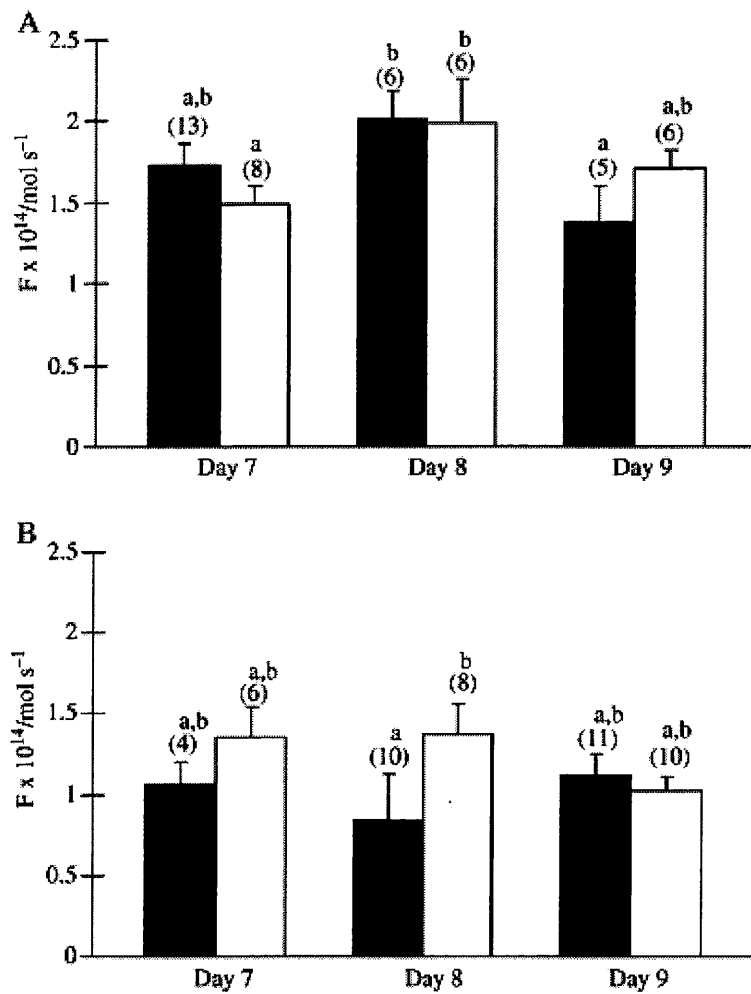 A
F x 10¹⁴/mol s⁻¹
2.5
2
1.5
1
0.5
0
a,b
(13)
a
(8)
b
(6)
b
(6)
a
(5)
a,b
(6)
Day 7
Day 8
Day 9
B
F x 10¹⁴/mol s⁻¹
2.5
2
1.5
1
0.5
0
a,b
(4)
a,b
(6)
a
(10)
b
(8)
a,b
(11)
a,b
(10)
Day 7
Day 8
Day 9